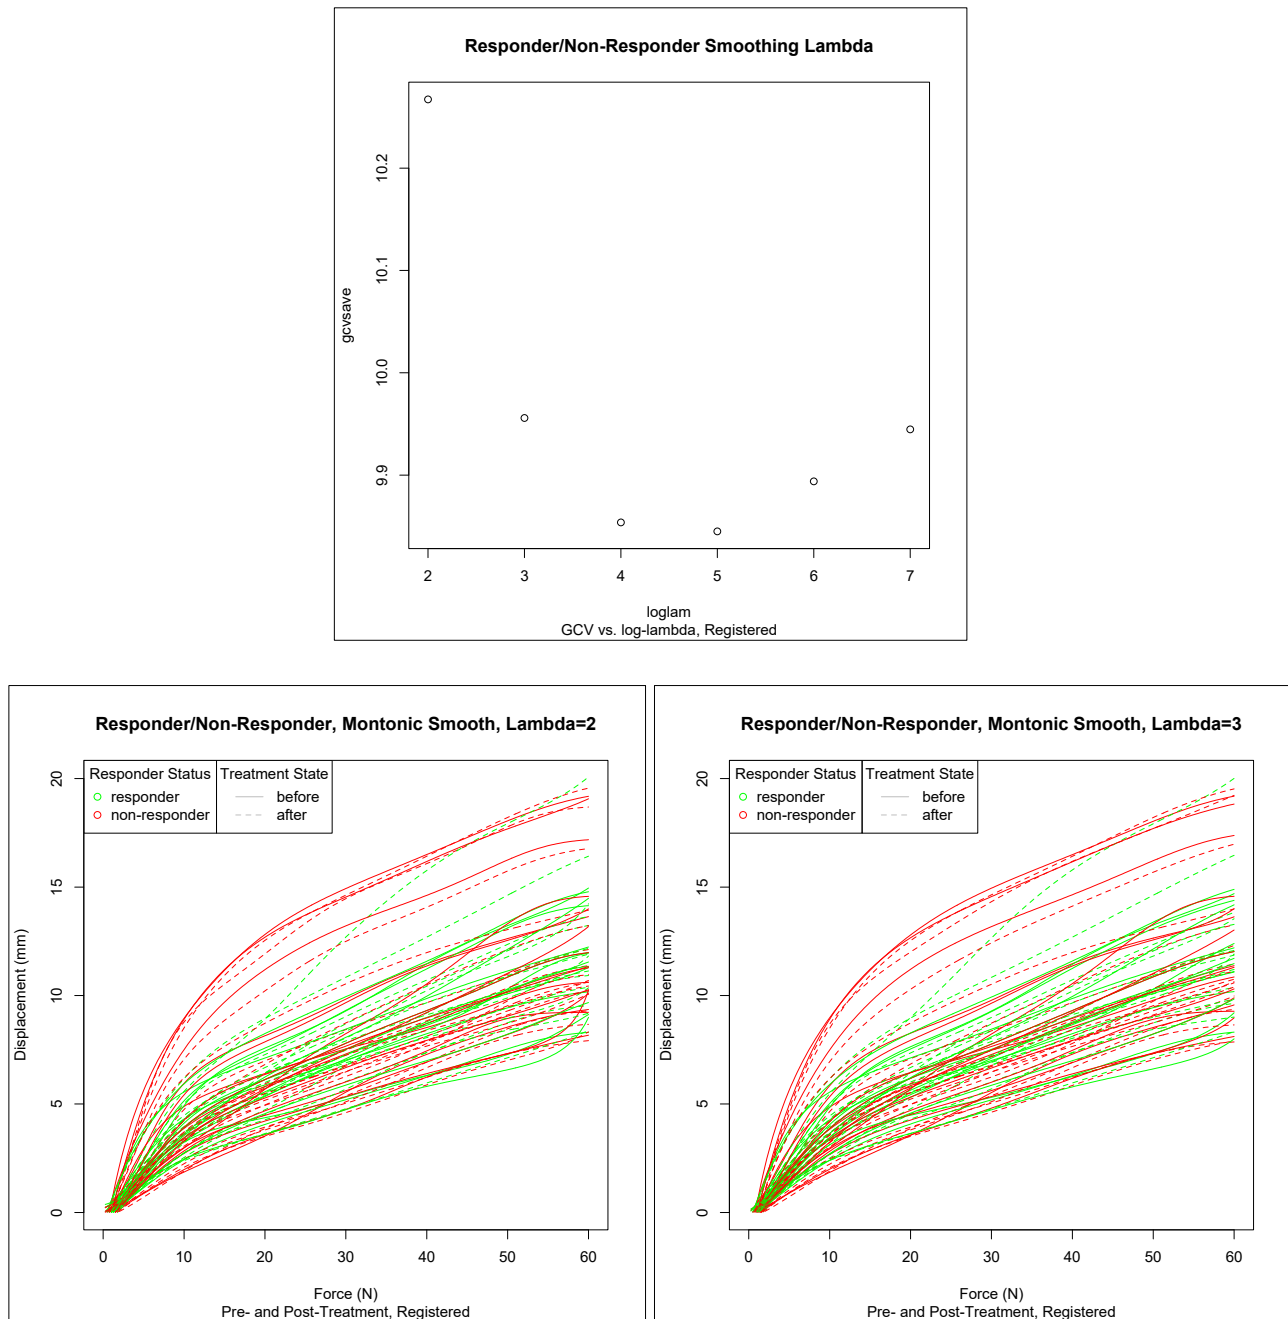 Responder/Non-Responder Smoothing Lambda
10.2
10.1
10.0
9.9
gcvsave
2 3 4 5 6 7
loglam
GCV vs. log-lambda, Registered
Responder/Non-Responder, Montonic Smooth, Lambda=2
Responder Status Treatment State
responder before
non-responder after
20
15
10
5
0
Displacement (mm)
0 10 20 30 40 50 60
Force (N)
Pre- and Post-Treatment, Registered
Responder/Non-Responder, Montonic Smooth, Lambda=3
Responder Status Treatment State
responder before
non-responder after
20
15
10
5
0
Displacement (mm)
0 10 20 30 40 50 60
Force (N)
Pre- and Post-Treatment, Registered